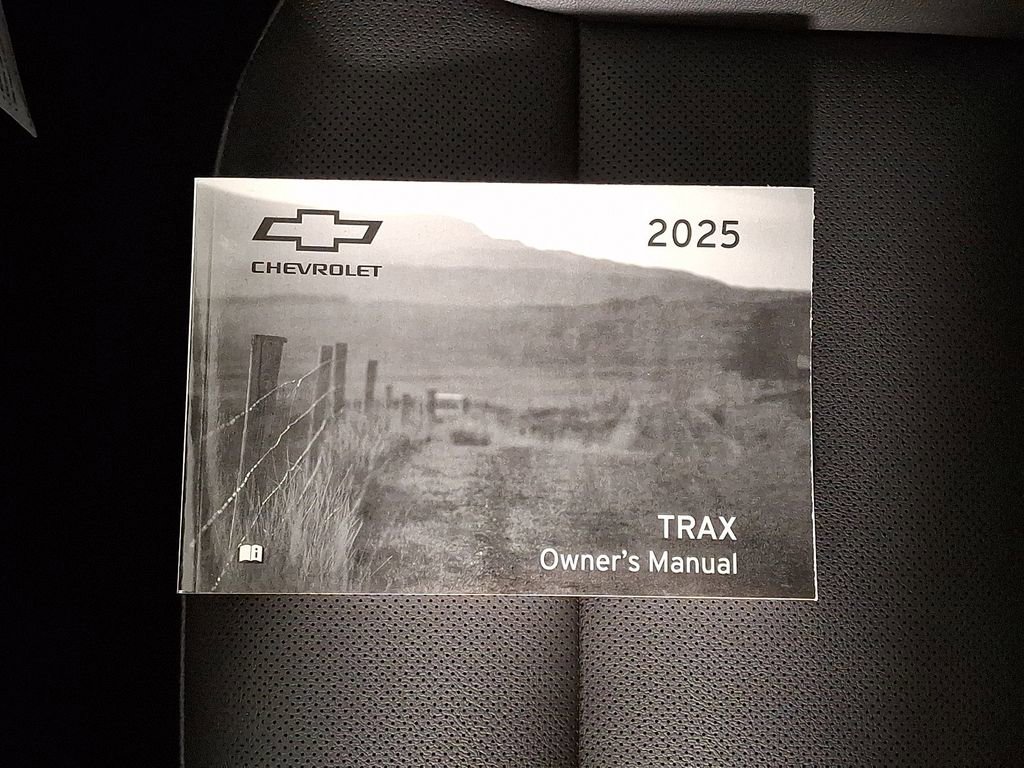 CHEVROLET
2025
TRAX
Owner's Manual